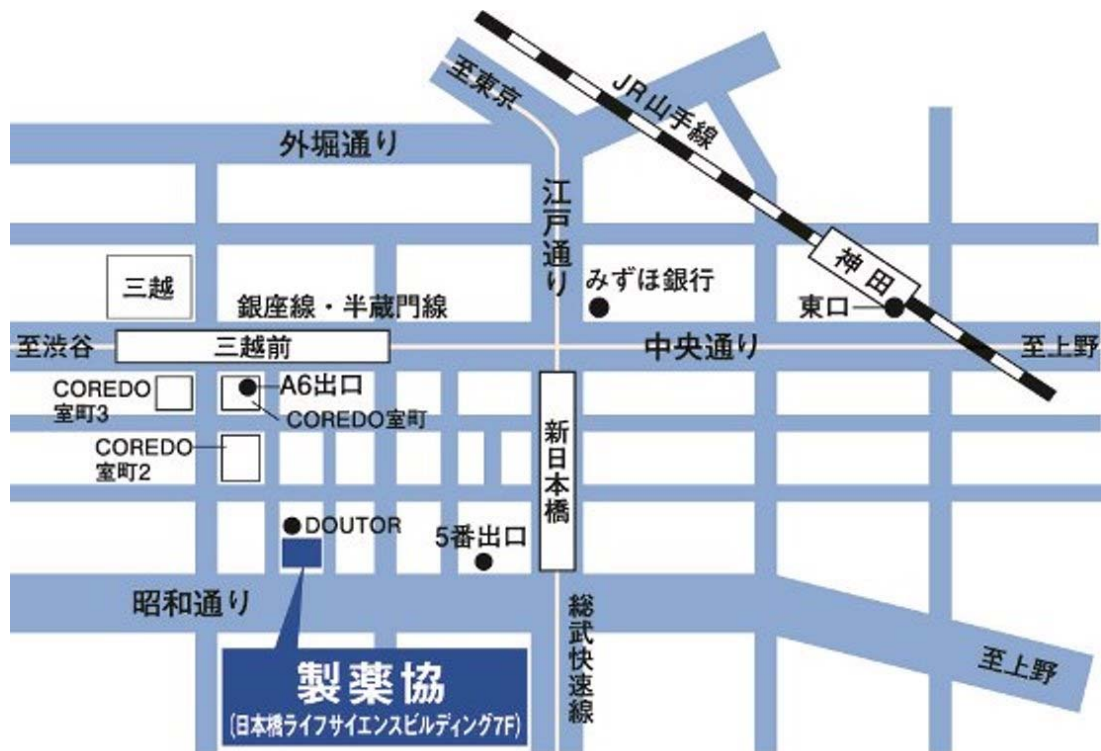 至東京
JR山手線
外堀通り
江戸通り
神田
三越
みずほ銀行
東口
銀座線・半蔵門線
至渋谷
三越前
中央通り
至上野
COREDO
室町3
A6出口
COREDO室町
新日本橋
COREDO
室町2
DOUTOR
5番出口
昭和通り
総武快速線
至上野
製薬協
(日本橋ライフサイエンスビルディング7F)